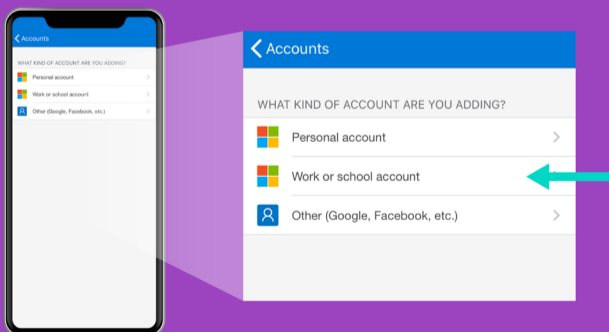 Accounts
WHAT KIND OF ACCOUNT ARE YOU ADDING?
Personal account
Work or school account
Other (Google, Facebook, etc.)
Accounts
WHAT KIND OF ACCOUNT ARE YOU ADDING?
Personal account
Work or school account
Other (Google, Facebook, etc.)